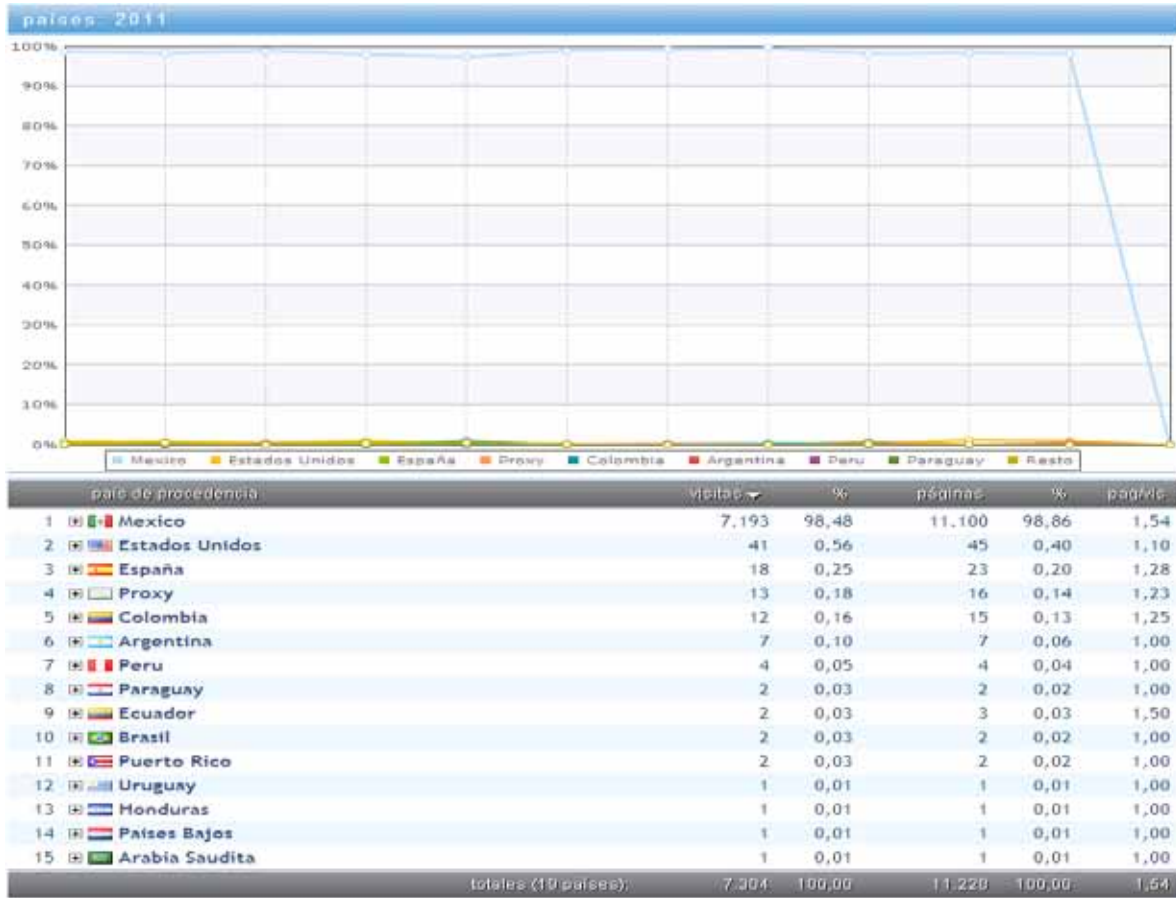 países 2011
100%
90%
80%
70%
60%
50%
40%
30%
20%
10%
0%
Mexico Estados Unidos España Proxy Colombia Argentina Peru Paraguay Resto
país de procedencia visitas % páginas % pag/vis
1 Mexico 7.193 98,48 11.100 98,86 1,54
2 Estados Unidos 41 0,56 45 0,40 1,10
3 España 18 0,25 23 0,20 1,28
4 Proxy 13 0,18 16 0,14 1,23
5 Colombia 12 0,16 15 0,13 1,25
6 Argentina 7 0,10 7 0,06 1,00
7 Peru 4 0,05 4 0,04 1,00
8 Paraguay 2 0,03 2 0,02 1,00
9 Ecuador 2 0,03 3 0,03 1,50
10 Brasil 2 0,03 2 0,02 1,00
11 Puerto Rico 2 0,03 2 0,02 1,00
12 Uruguay 1 0,01 1 0,01 1,00
13 Honduras 1 0,01 1 0,01 1,00
14 Países Bajos 1 0,01 1 0,01 1,00
15 Arabia Saudita 1 0,01 1 0,01 1,00
totales (19 países): 7.304 100,00 11.228 100,00 1,54